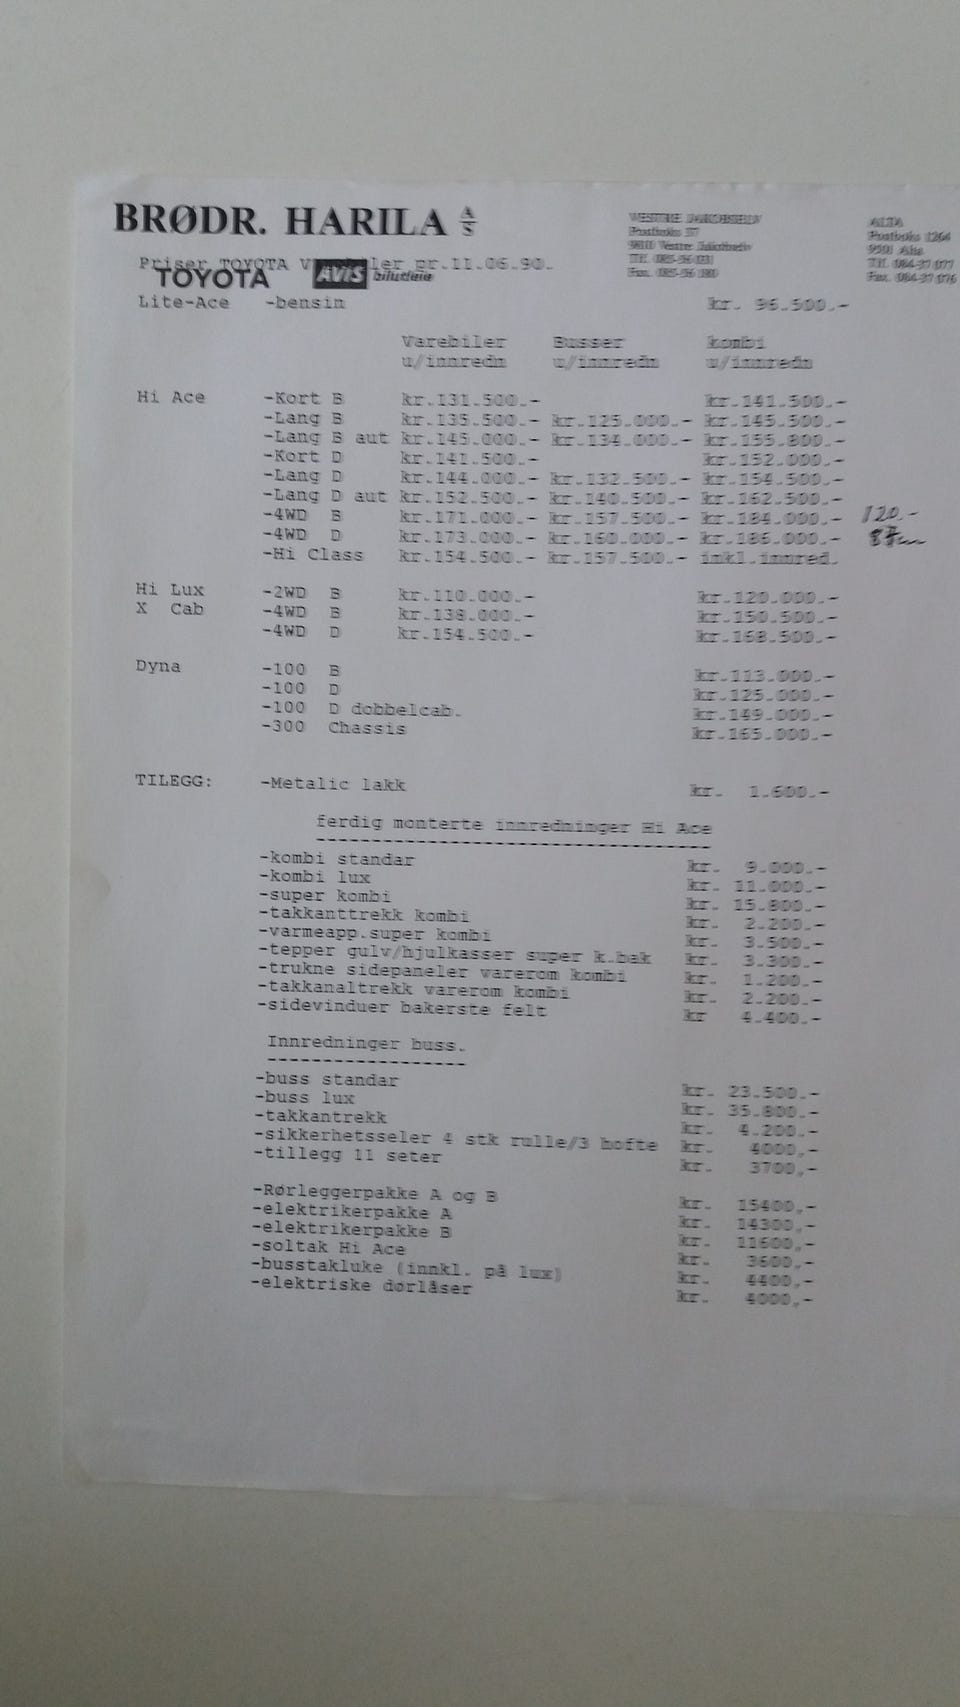 BRØDR. HARILA A/S
VESTRE JAKOBSELV
Postboks 37
9810 Vestre Jakobselv
Tlf. 085-56 031
Fax. 085-56 180
ALTA
Postboks 1264
9501 Alta
Tlf. 084-37 077
Fax. 084-37 076
Priser TOYOTA V ler pr.11.06.90.
TOYOTA AVIS bilutleie
Lite-Ace -bensin kr. 96.500.-
Varebiler Busser kombi
u/innredn u/innredn u/innredn
Hi Ace -Kort B kr.131.500.- kr.141.500.-
-Lang B kr.135.500.- kr.125.000.- kr.145.500.-
-Lang B aut kr.145.000.- kr.134.000.- kr.155.800.-
-Kort D kr.141.500.- kr.152.000.-
-Lang D kr.144.000.- kr.132.500.- kr.154.500.-
-Lang D aut kr.152.500.- kr.140.500.- kr.162.500.-
-4WD B kr.171.000.- kr.157.500.- kr.184.000.- 120.-
-4WD D kr.173.000.- kr.160.000.- kr.186.000.-
-Hi Class kr.154.500.- kr.157.500.- inkl.innred.
Hi Lux -2WD B kr.110.000.- kr.120.000.-
X Cab -4WD B kr.138.000.- kr.150.500.-
-4WD D kr.154.500.- kr.168.500.-
Dyna -100 B kr.113.000.-
-100 D kr.125.000.-
-100 D dobbelcab. kr.149.000.-
-300 Chassis kr.165.000.-
TILEGG: -Metalic lakk kr. 1.600.-
ferdig monterte innredninger Hi Ace
-----------------------------------
-kombi standar kr. 9.000.-
-kombi lux kr. 11.000.-
-super kombi kr. 15.800.-
-takkanttrekk kombi kr. 2.200.-
-varmeapp.super kombi kr. 3.500.-
-tepper gulv/hjulkasser super k.bak kr. 3.300.-
-trukne sidepaneler varerom kombi kr. 1.200.-
-takkanaltrekk varerom kombi kr. 2.200.-
-sidevinduer bakerste felt kr 4.400.-
Innredninger buss.
------------------
-buss standar kr. 23.500.-
-buss lux kr. 35.800.-
-takkantrekk kr. 4.200.-
-sikkerhetsseler 4 stk rulle/3 hofte kr. 4000,-
-tillegg 11 seter kr. 3700,-
-Rørleggerpakke A og B kr. 15400,-
-elektrikerpakke A kr. 14300,-
-elektrikerpakke B kr. 11600,-
-soltak Hi Ace kr. 3600,-
-busstakluke (innkl. på lux) kr. 4400,-
-elektriske dørlåser kr. 4000,-